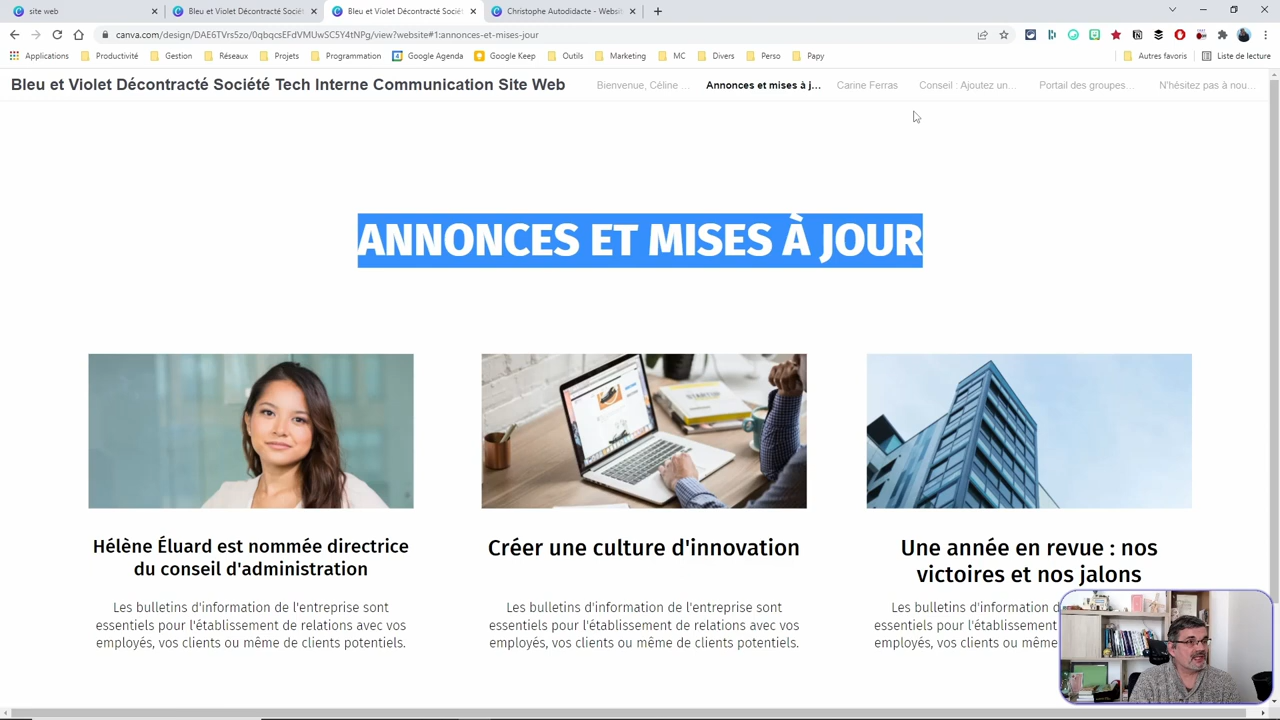 site web
Bleu et Violet Décontracté Sociét
Bleu et Violet Décontracté Sociét
Christophe Autodidacte - Websit
canva.com/design/DAE6TVrs5zo/0qbqcsEFdVMUwSC5Y4tNPg/view?website#1:annonces-et-mises-jour
Applications
Productivité
Gestion
Réseaux
Projets
Programmation
Google Agenda
Google Keep
Outils
Marketing
MC
Divers
Perso
Papy
Autres favoris
Liste de lecture
Bleu et Violet Décontracté Société Tech Interne Communication Site Web
Bienvenue, Céline ...
Annonces et mises à j...
Carine Ferras
Conseil : Ajoutez un...
Portail des groupes...
N'hésitez pas à nou...
ANNONCES ET MISES À JOUR
STARTUP
Hélène Éluard est nommée directrice
du conseil d'administration
Les bulletins d'information de l'entreprise sont
essentiels pour l'établissement de relations avec vos
employés, vos clients ou même de clients potentiels.
Créer une culture d'innovation
Les bulletins d'information de l'entreprise sont
essentiels pour l'établissement de relations avec vos
employés, vos clients ou même de clients potentiels.
Une année en revue : nos
victoires et nos jalons
Les bulletins d'information d
essentiels pour l'établissement
employés, vos clients ou même